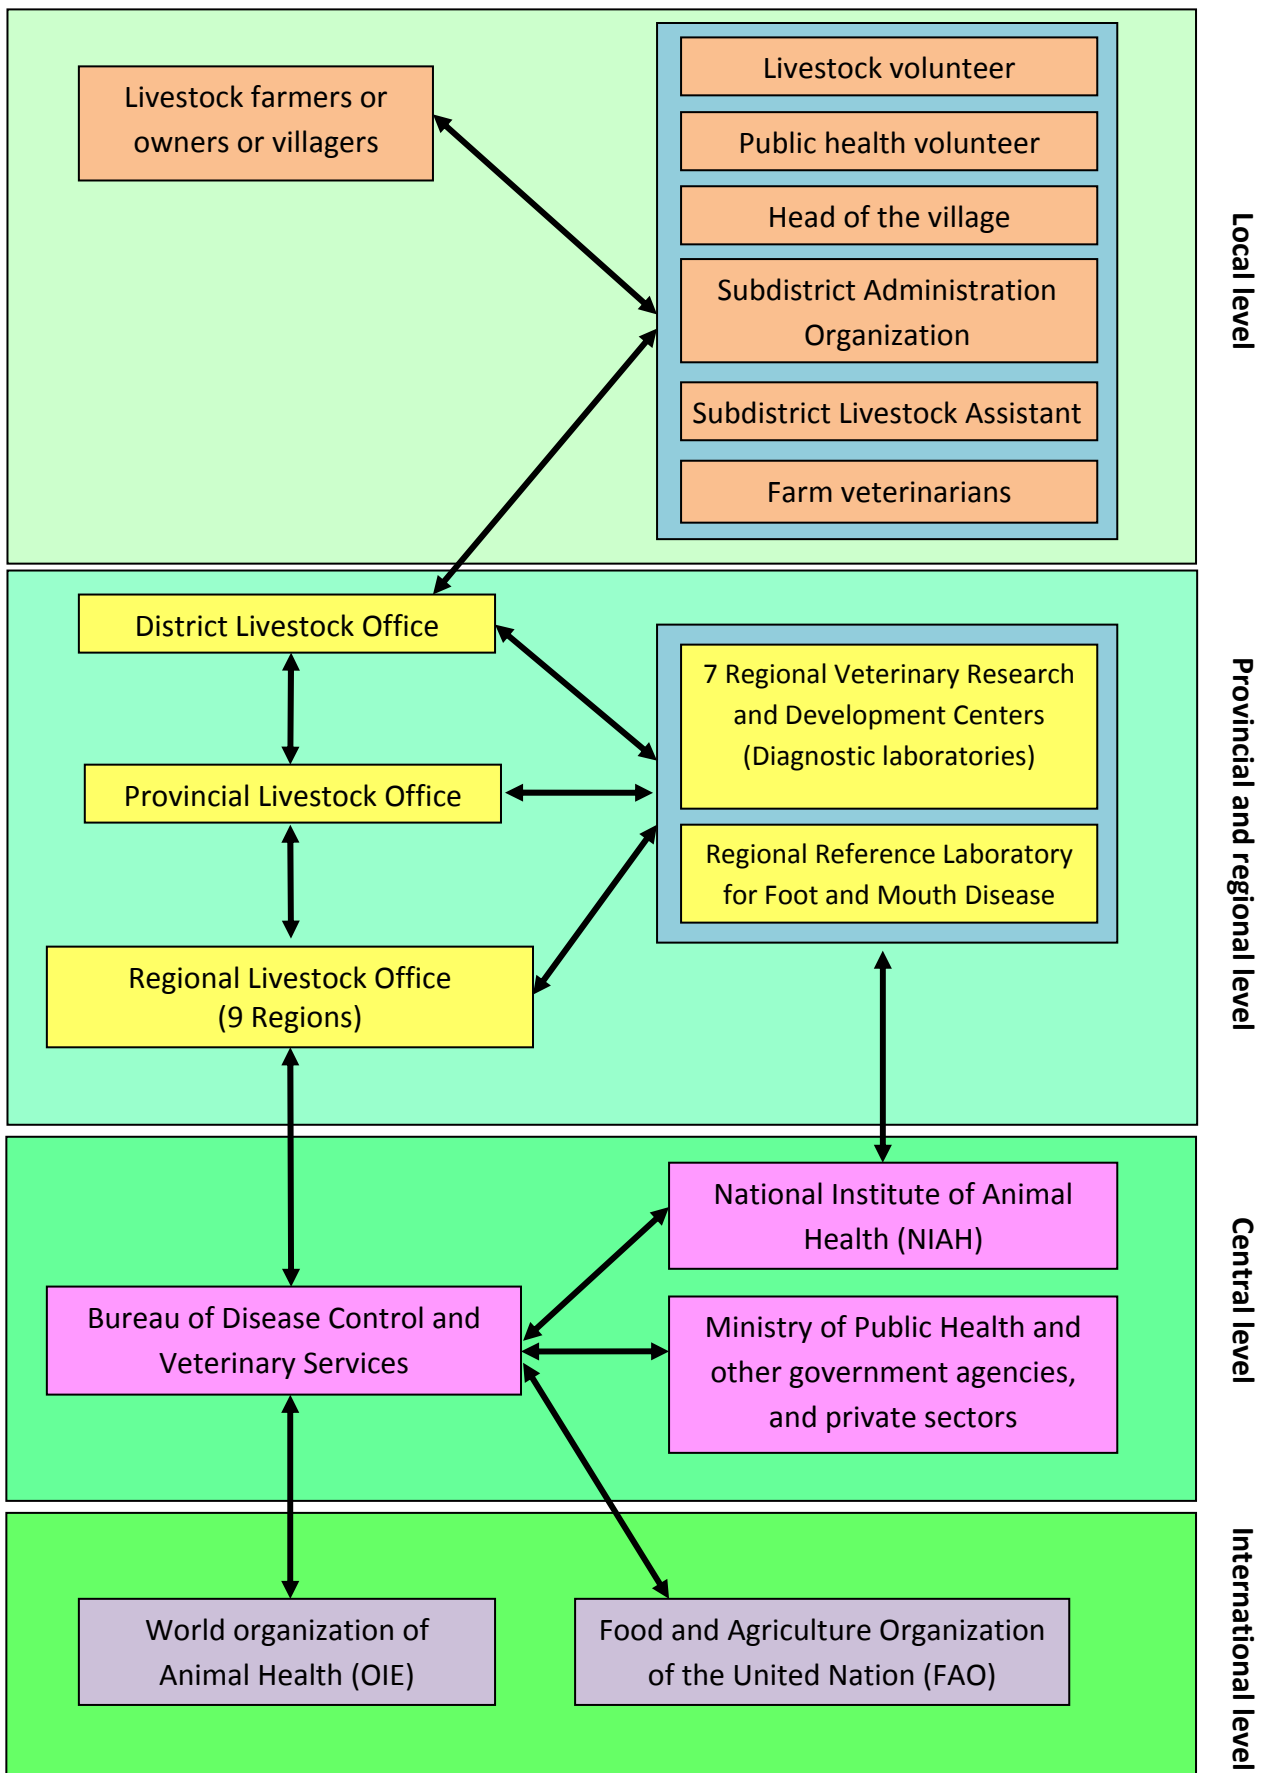 Livestock farmers or
owners or villagers
Livestock volunteer
Public health volunteer
Head of the village
Subdistrict Administration
Organization
Subdistrict Livestock Assistant
Farm veterinarians
Local level
District Livestock Office
Provincial Livestock Office
Regional Livestock Office
(9 Regions)
7 Regional Veterinary Research
and Development Centers
(Diagnostic laboratories)
Regional Reference Laboratory
for Foot and Mouth Disease
Provincial and regional level
National Institute of Animal
Health (NIAH)
Bureau of Disease Control and
Veterinary Services
Ministry of Public Health and
other government agencies,
and private sectors
Central level
World organization of
Animal Health (OIE)
Food and Agriculture Organization
of the United Nation (FAO)
International level